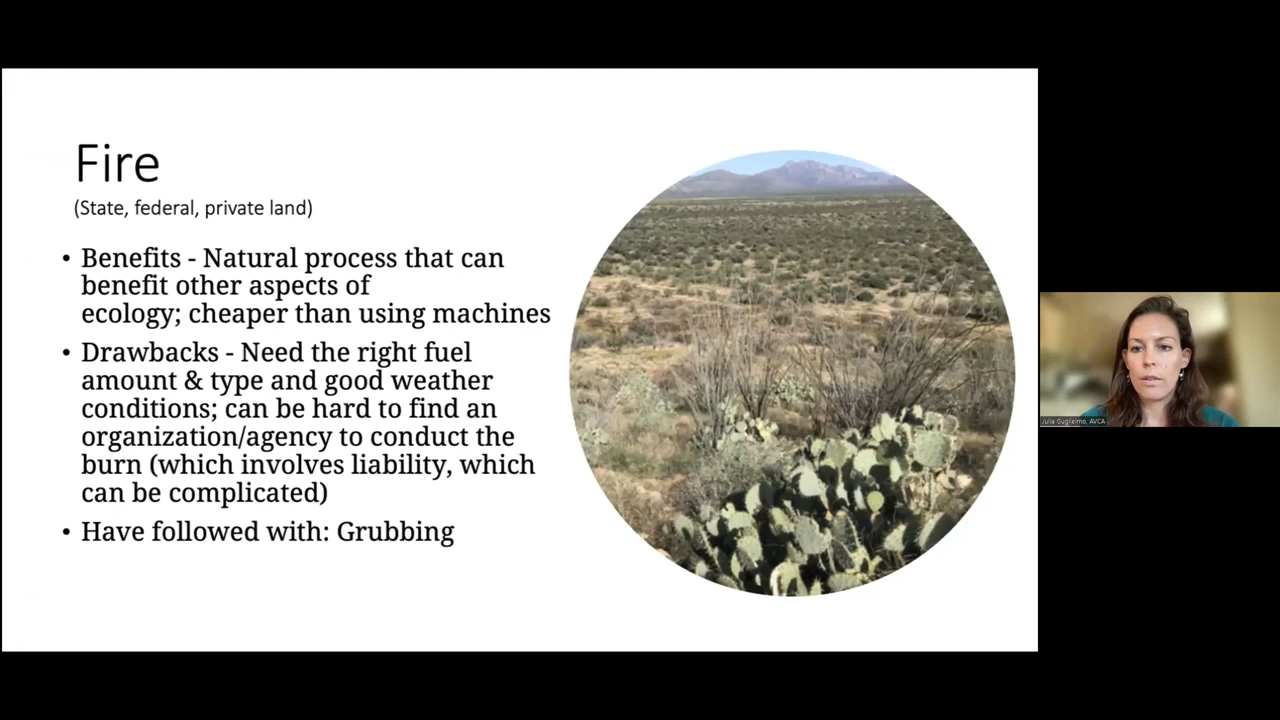 Fire
(State, federal, private land)
• Benefits - Natural process that can
benefit other aspects of
ecology; cheaper than using machines
• Drawbacks - Need the right fuel
amount & type and good weather
conditions; can be hard to find an
organization/agency to conduct the
burn (which involves liability, which
can be complicated)
• Have followed with: Grubbing
Julia Guglielmo, AVCA